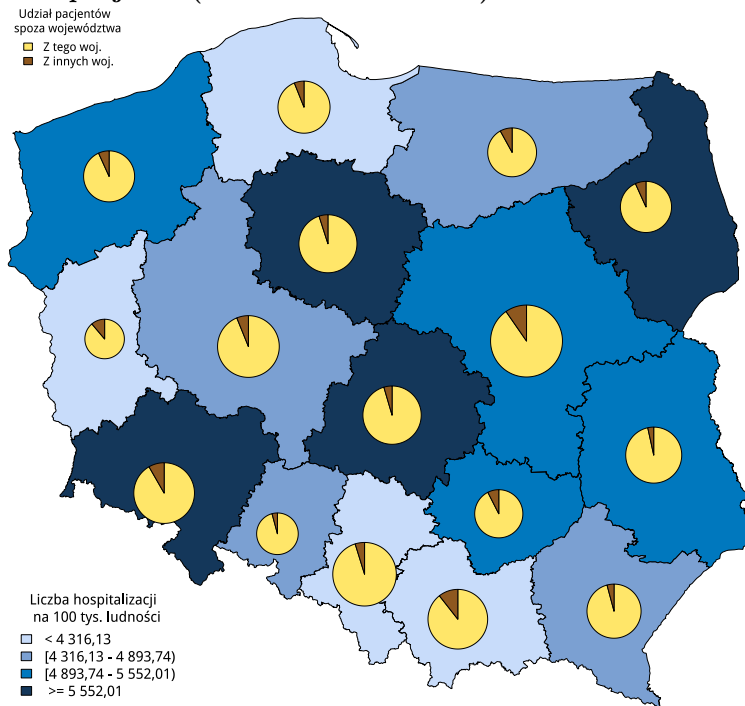 Udział pacjentów
spoza województwa
Z tego woj.
Z innych woj.
Liczba hospitalizacji
na 100 tys. ludności
< 4 316,13
[4 316,13 - 4 893,74)
[4 893,74 - 5 552,01)
>= 5 552,01